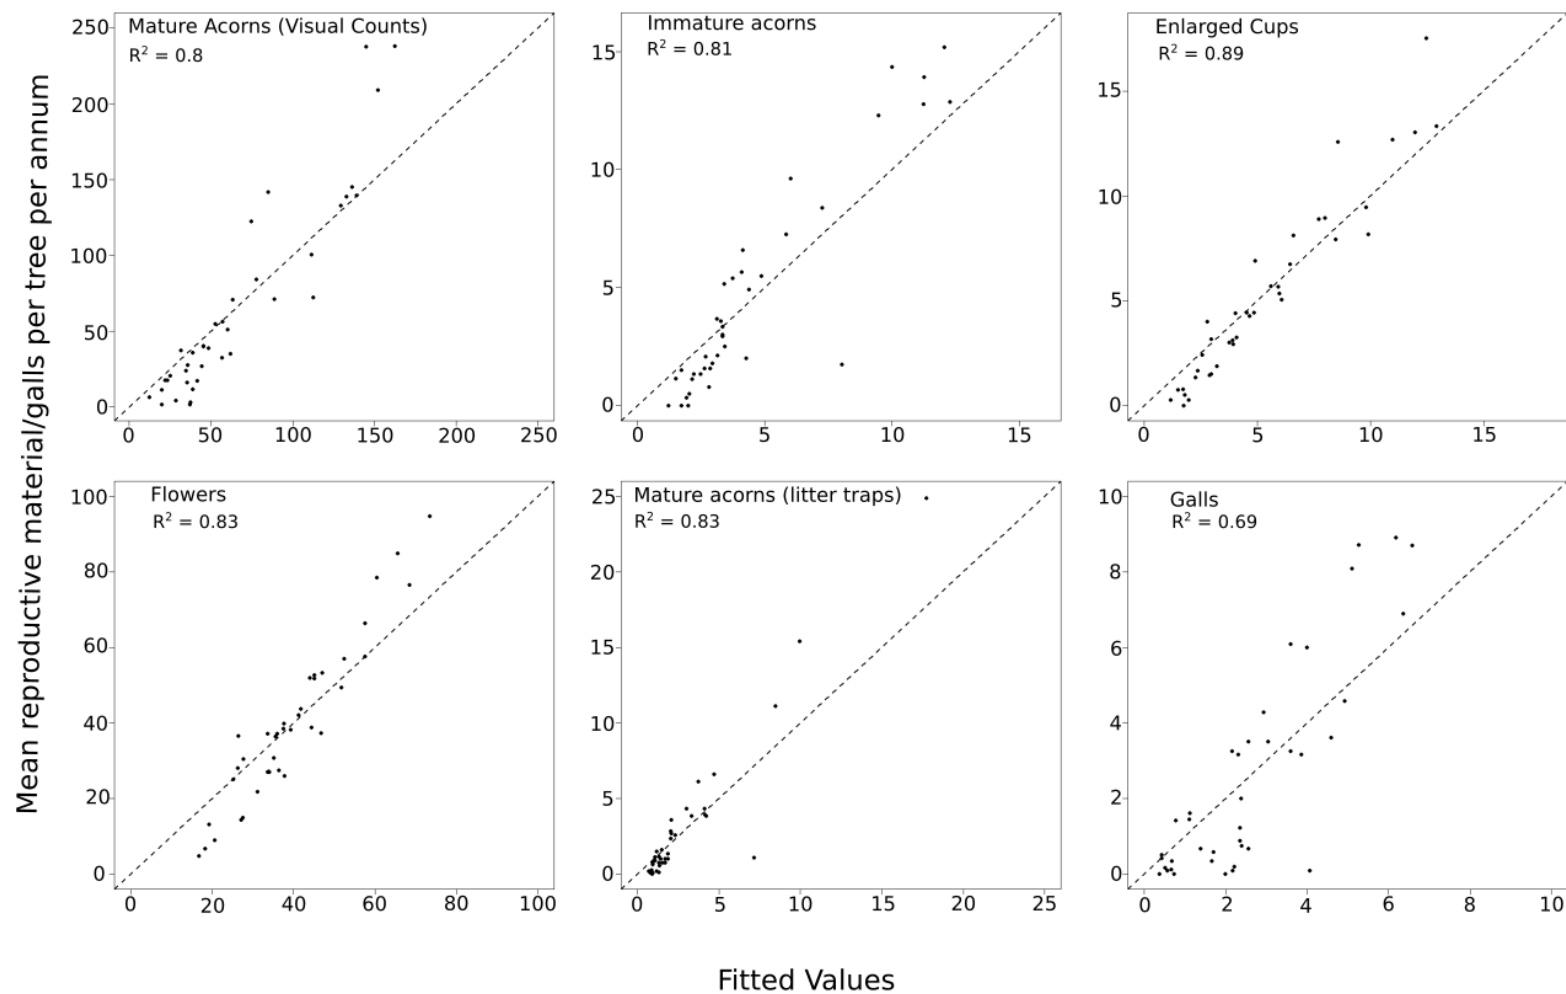 Mean reproductive material/galls per tree per annum
Mature Acorns (Visual Counts)
R² = 0.8
250
200
150
100
50
0
0 50 100 150 200 250
Immature acorns
R² = 0.81
15
10
5
0
0 5 10 15
Enlarged Cups
R² = 0.89
15
10
5
0
0 5 10 15
Flowers
R² = 0.83
100
80
60
40
20
0
0 20 40 60 80 100
Mature acorns (litter traps)
R² = 0.83
25
20
15
10
5
0
0 5 10 15 20 25
Galls
R² = 0.69
10
8
6
4
2
0
0 2 4 6 8 10
Fitted Values